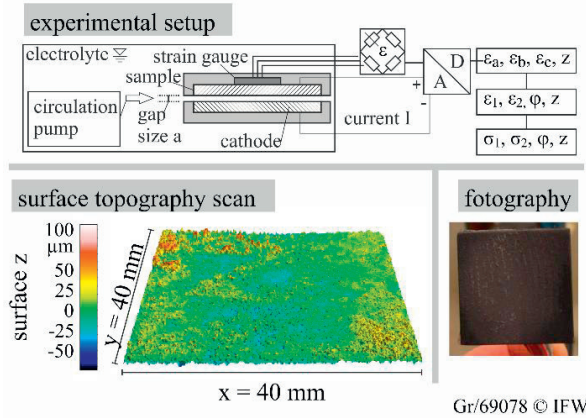 experimental setup
electrolyte
strain gauge
sample
circulation
pump
gap
size a
cathode
current I
+
-
ε
D
A
εa, εb, εc, z
ε1, ε2, φ, z
σ1, σ2, φ, z
surface topography scan
fotography
surface z
100
μm
50
25
0
-25
-50
y = 40 mm
x = 40 mm
Gr/69078 © IFW